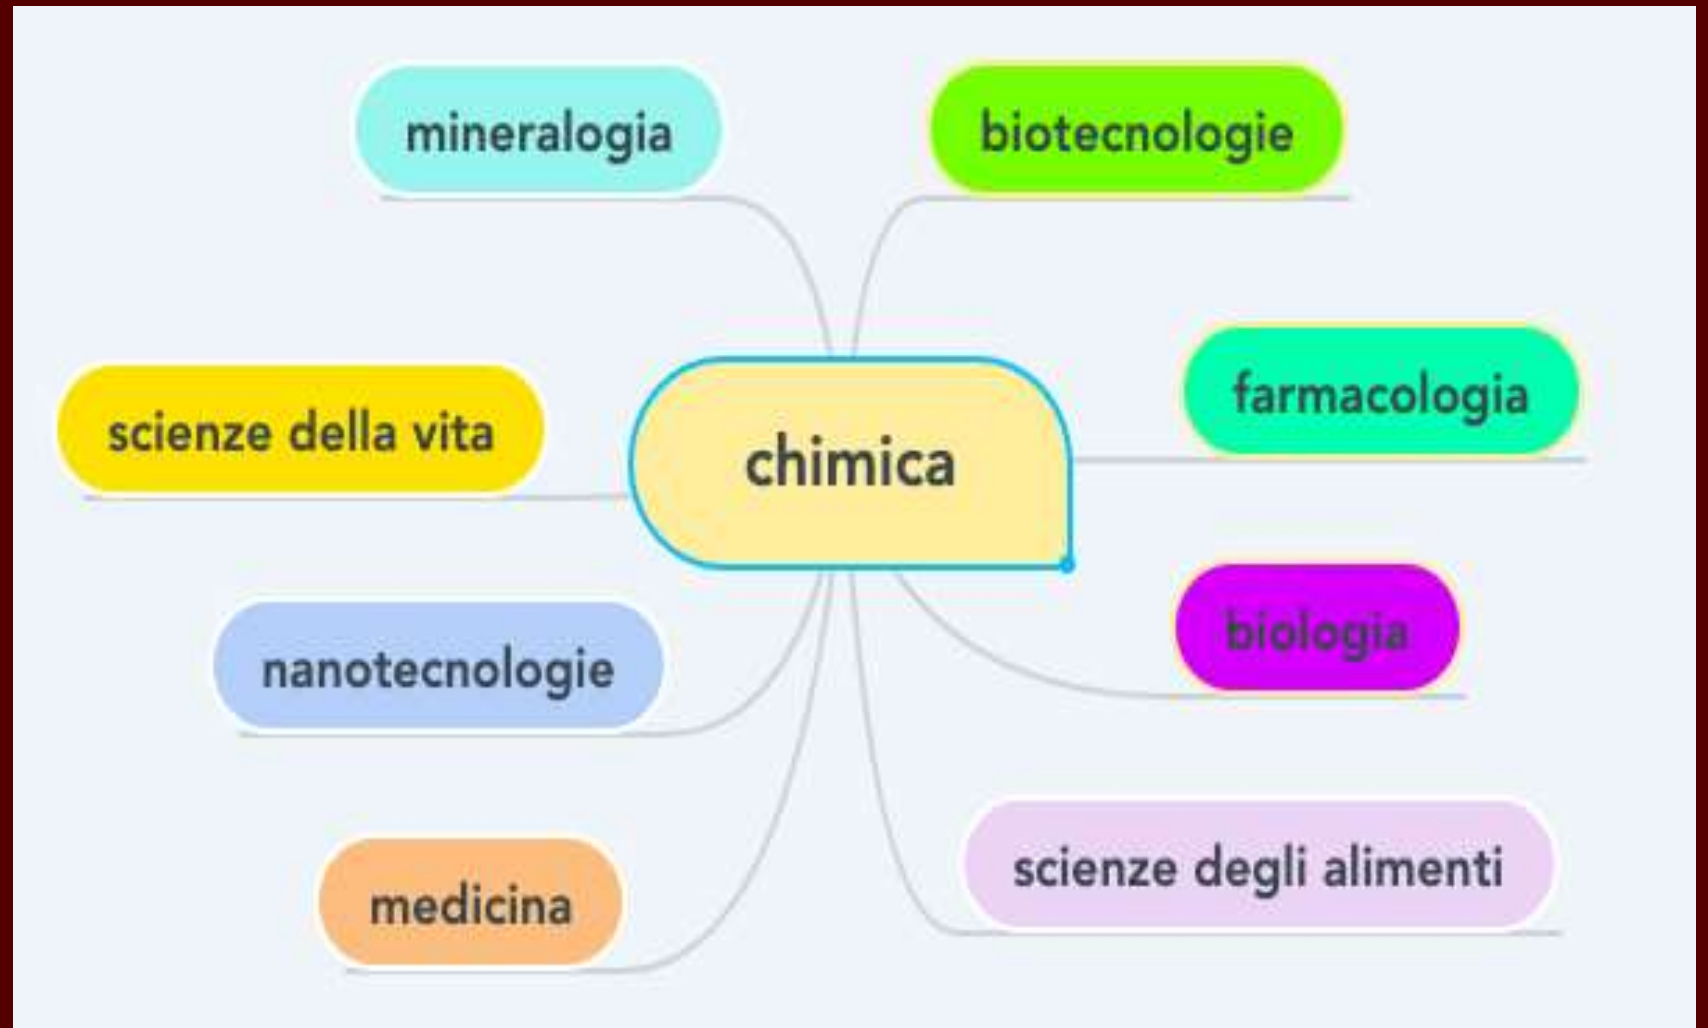 mineralogia
biotecnologie
farmacologia
scienze della vita
chimica
biologia
nanotecnologie
scienze degli alimenti
medicina